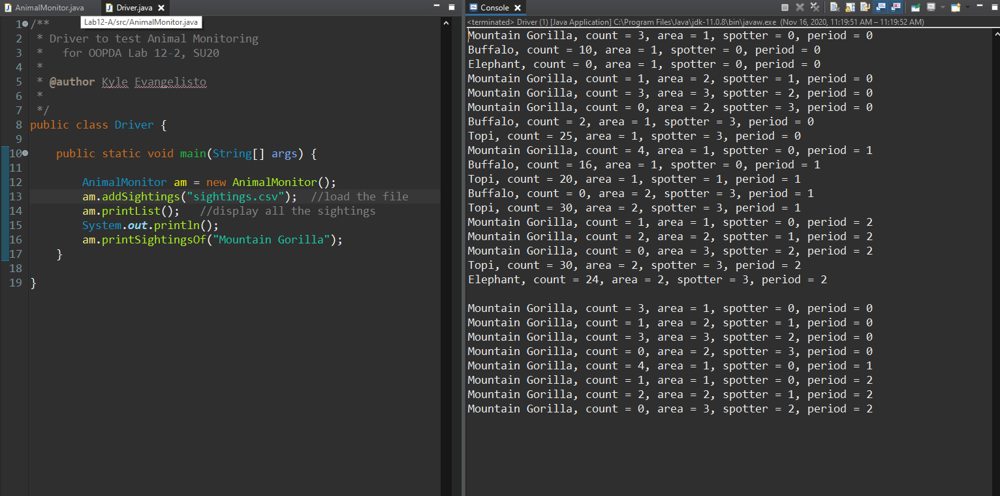 AnimalMonitor.java
Driver.java
Lab12-A/src/AnimalMonitor.java
1 /**
2  * Driver to test Animal Monitoring
3  *   for OOPDA Lab 12-2, SU20
4  *
5  * @author Kyle Evangelisto
6  *
7  */
8 public class Driver {
9
10     public static void main(String[] args) {
11
12         AnimalMonitor am = new AnimalMonitor();
13         am.addSightings("sightings.csv");  //load the file
14         am.printList();   //display all the sightings
15         System.out.println();
16         am.printSightingsOf("Mountain Gorilla");
17     }
18
19 }
Console
<terminated> Driver (1) [Java Application] C:\Program Files\Java\jdk-11.0.8\bin\javaw.exe  (Nov 16, 2020, 11:19:51 AM – 11:19:52 AM)
Mountain Gorilla, count = 3, area = 1, spotter = 0, period = 0
Buffalo, count = 10, area = 1, spotter = 0, period = 0
Elephant, count = 0, area = 1, spotter = 0, period = 0
Mountain Gorilla, count = 1, area = 2, spotter = 1, period = 0
Mountain Gorilla, count = 3, area = 3, spotter = 2, period = 0
Mountain Gorilla, count = 0, area = 2, spotter = 3, period = 0
Buffalo, count = 2, area = 1, spotter = 3, period = 0
Topi, count = 25, area = 1, spotter = 3, period = 0
Mountain Gorilla, count = 4, area = 1, spotter = 0, period = 1
Buffalo, count = 16, area = 1, spotter = 0, period = 1
Topi, count = 20, area = 1, spotter = 1, period = 1
Buffalo, count = 0, area = 2, spotter = 3, period = 1
Topi, count = 30, area = 2, spotter = 3, period = 1
Mountain Gorilla, count = 1, area = 1, spotter = 0, period = 2
Mountain Gorilla, count = 2, area = 2, spotter = 1, period = 2
Mountain Gorilla, count = 0, area = 3, spotter = 2, period = 2
Topi, count = 30, area = 2, spotter = 3, period = 2
Elephant, count = 24, area = 2, spotter = 3, period = 2

Mountain Gorilla, count = 3, area = 1, spotter = 0, period = 0
Mountain Gorilla, count = 1, area = 2, spotter = 1, period = 0
Mountain Gorilla, count = 3, area = 3, spotter = 2, period = 0
Mountain Gorilla, count = 0, area = 2, spotter = 3, period = 0
Mountain Gorilla, count = 4, area = 1, spotter = 0, period = 1
Mountain Gorilla, count = 1, area = 1, spotter = 0, period = 2
Mountain Gorilla, count = 2, area = 2, spotter = 1, period = 2
Mountain Gorilla, count = 0, area = 3, spotter = 2, period = 2